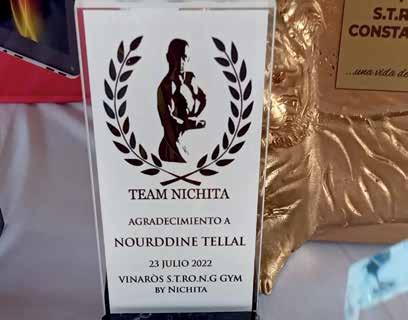 TEAM NICHITA
AGRADECIMIENTO A
NOURDDINE TELLAL
23 JULIO 2022
VINARÒS S.T.RO.N.G GYM
BY NICHITA
S.T.R
CONSTA
...una vida de